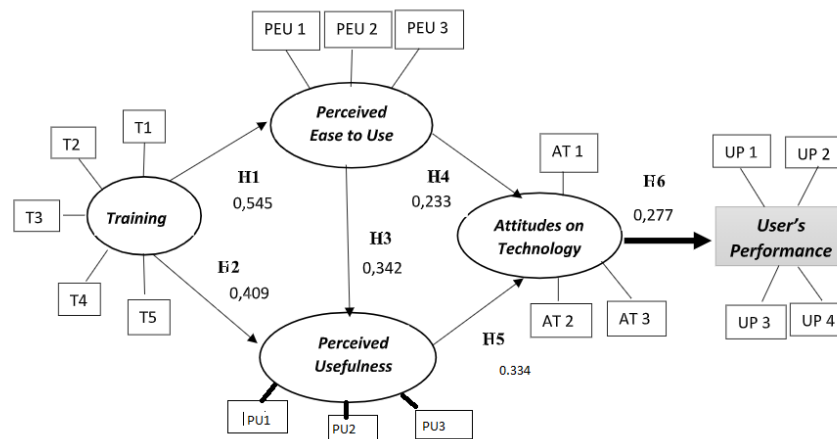 PEU 1
PEU 2
PEU 3
Perceived
Ease to Use
T1
T2
T3
T4
T5
Training
H1
0,545
H2
0,409
H3
0,342
H4
0,233
AT 1
Attitudes on
Technology
AT 2
AT 3
H5
0.334
Perceived
Usefulness
PU1
PU2
PU3
H6
0,277
UP 1
UP 2
User's
Performance
UP 3
UP 4